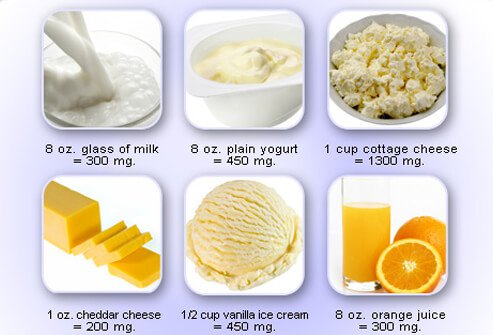 8 oz. glass of milk
= 300 mg.
8 oz. plain yogurt
= 450 mg.
1 cup cottage cheese
= 1300 mg.
1 oz. cheddar cheese
= 200 mg.
1/2 cup vanilla ice cream
= 450 mg.
8 oz. orange juice
= 300 mg.